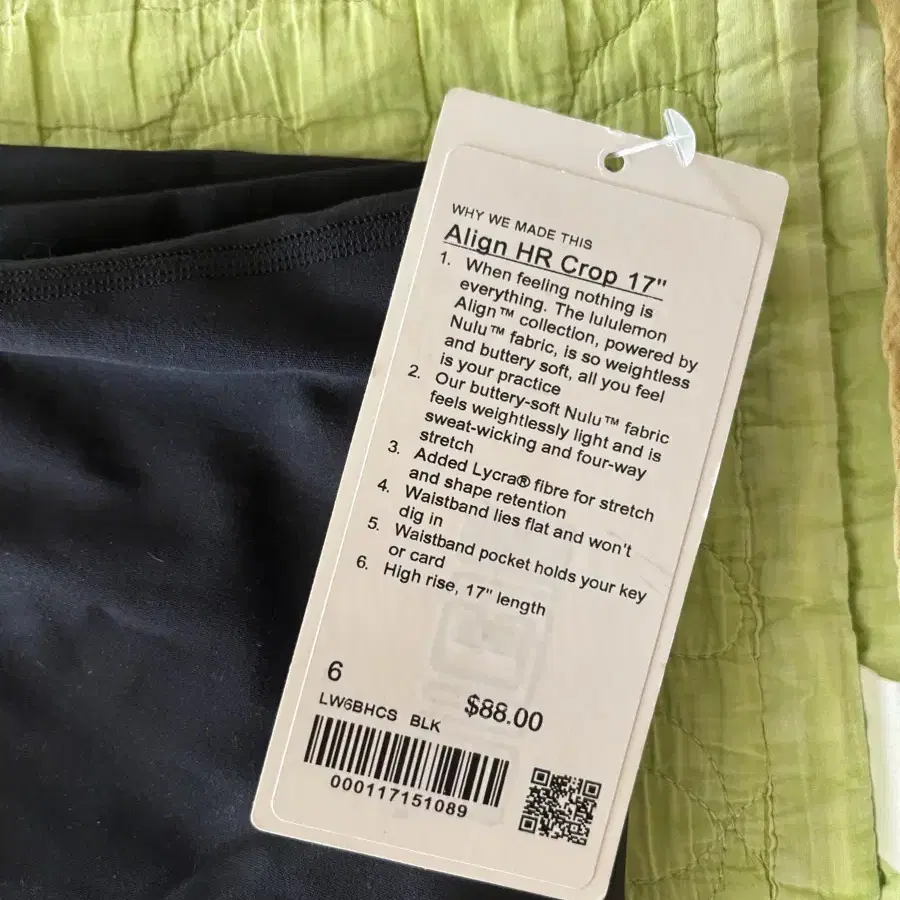 WHY WE MADE THIS
Align HR Crop 17"
1. When feeling nothing is
everything. The lululemon
Align™ collection, powered by
Nulu™ fabric, is so weightless
and buttery soft, all you feel
is your practice
2. Our buttery-soft Nulu™ fabric
feels weightlessly light and is
sweat-wicking and four-way
stretch
3. Added Lycra® fibre for stretch
and shape retention
4. Waistband lies flat and won't
dig in
5. Waistband pocket holds your key
or card
6. High rise, 17" length
6
$88.00
LW6BHCS BLK
000117151089